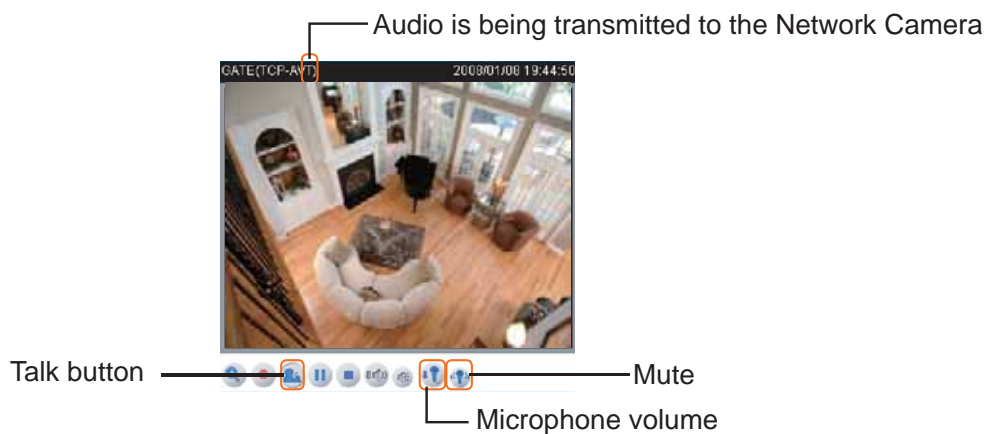 Audio is being transmitted to the Network Camera
GATE(TCP-AVT) 2008/01/08 19:44:50
Talk button
Mute
Microphone volume